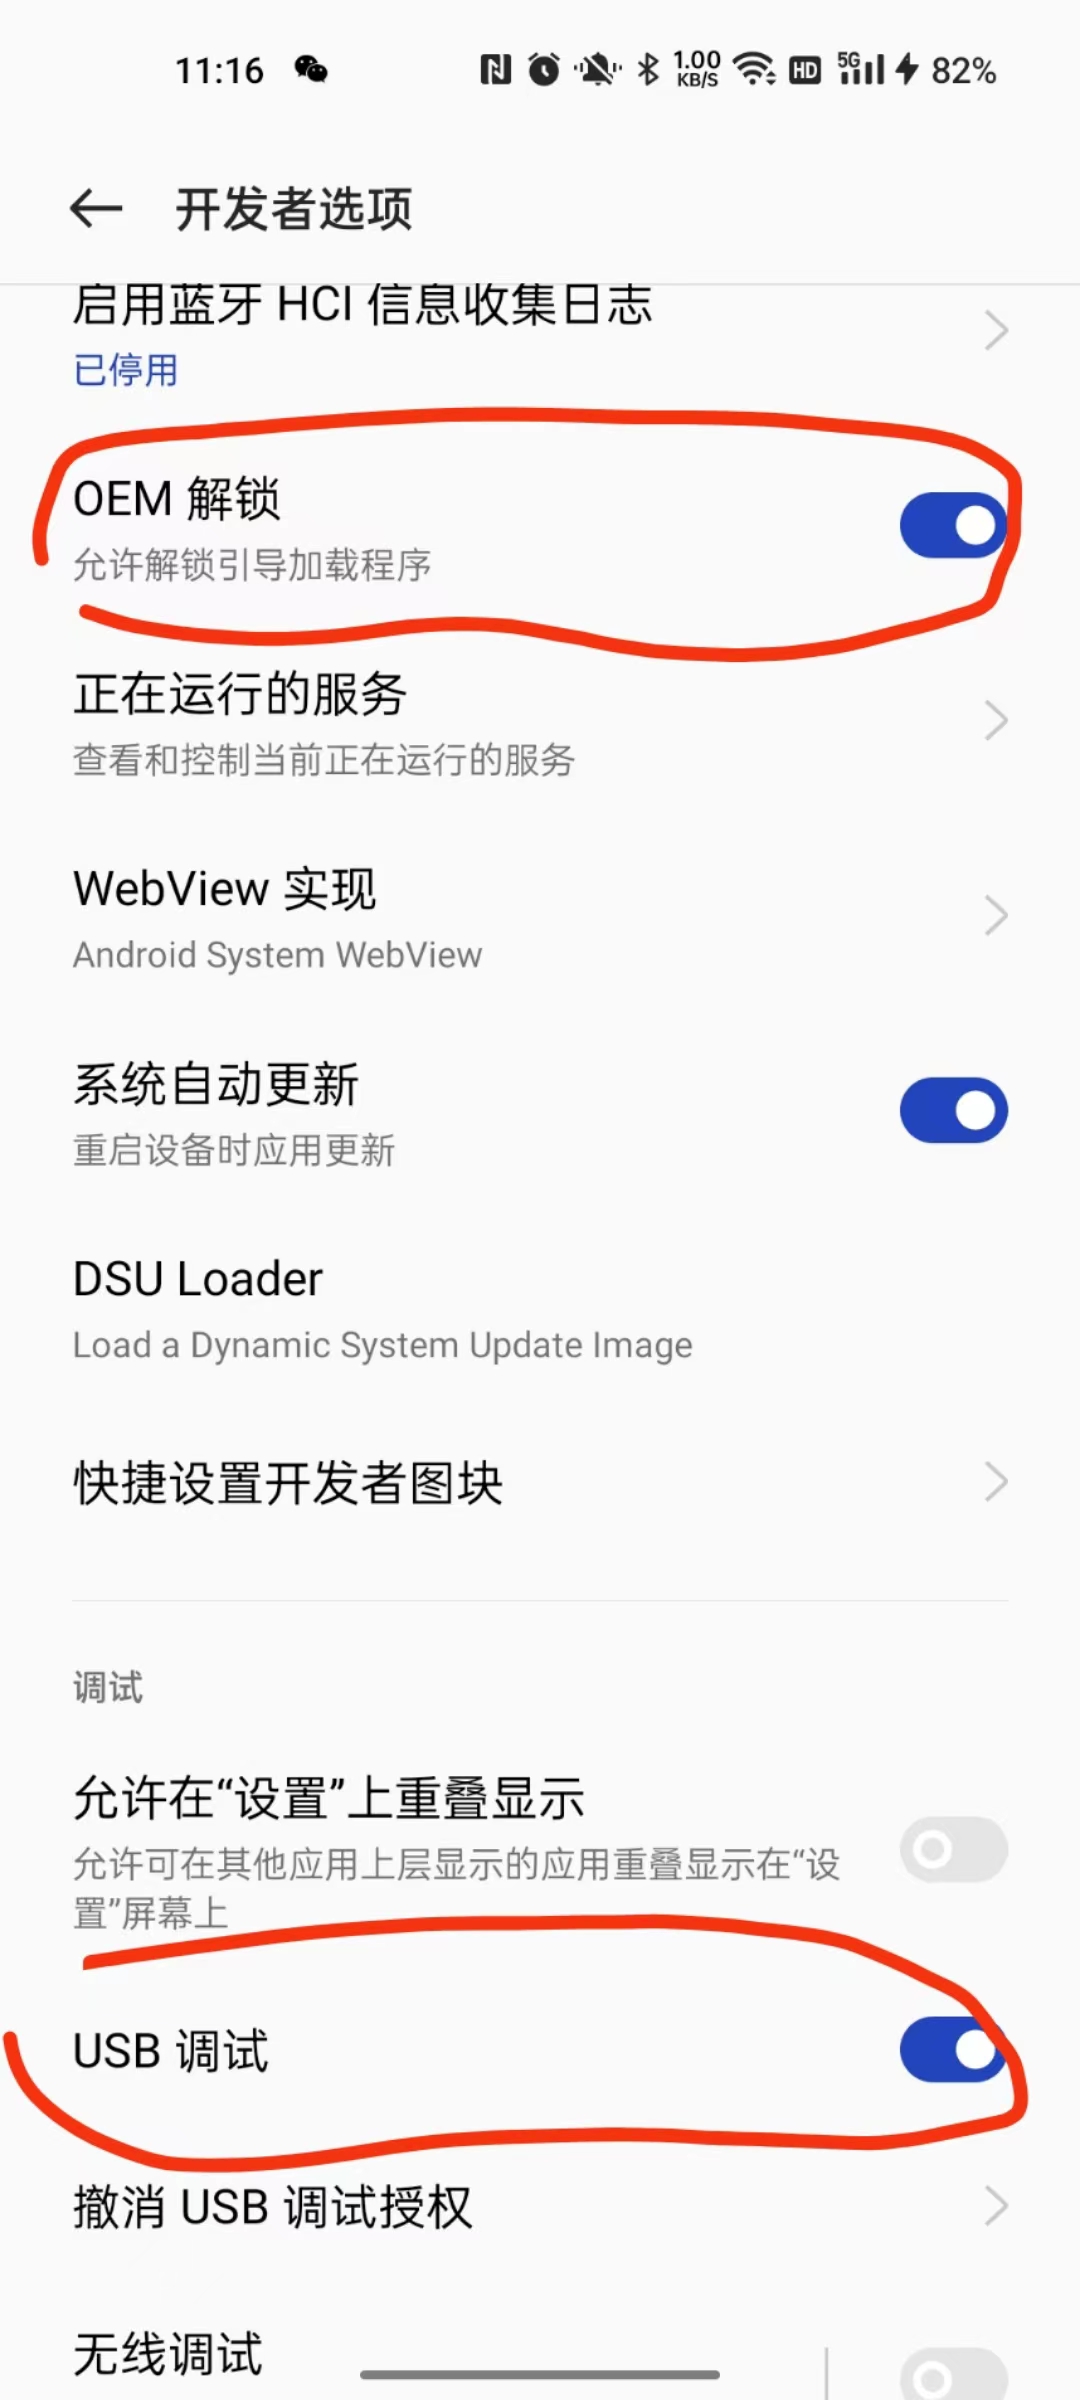 11:16 1.00 KB/S HD 5G 82%
开发者选项
启用蓝牙 HCI 信息收集日志
已停用
OEM 解锁
允许解锁引导加载程序
正在运行的服务
查看和控制当前正在运行的服务
WebView 实现
Android System WebView
系统自动更新
重启设备时应用更新
DSU Loader
Load a Dynamic System Update Image
快捷设置开发者图块
调试
允许在“设置”上重叠显示
允许可在其他应用上层显示的应用重叠显示在“设
置”屏幕上
USB 调试
撤消 USB 调试授权
无线调试